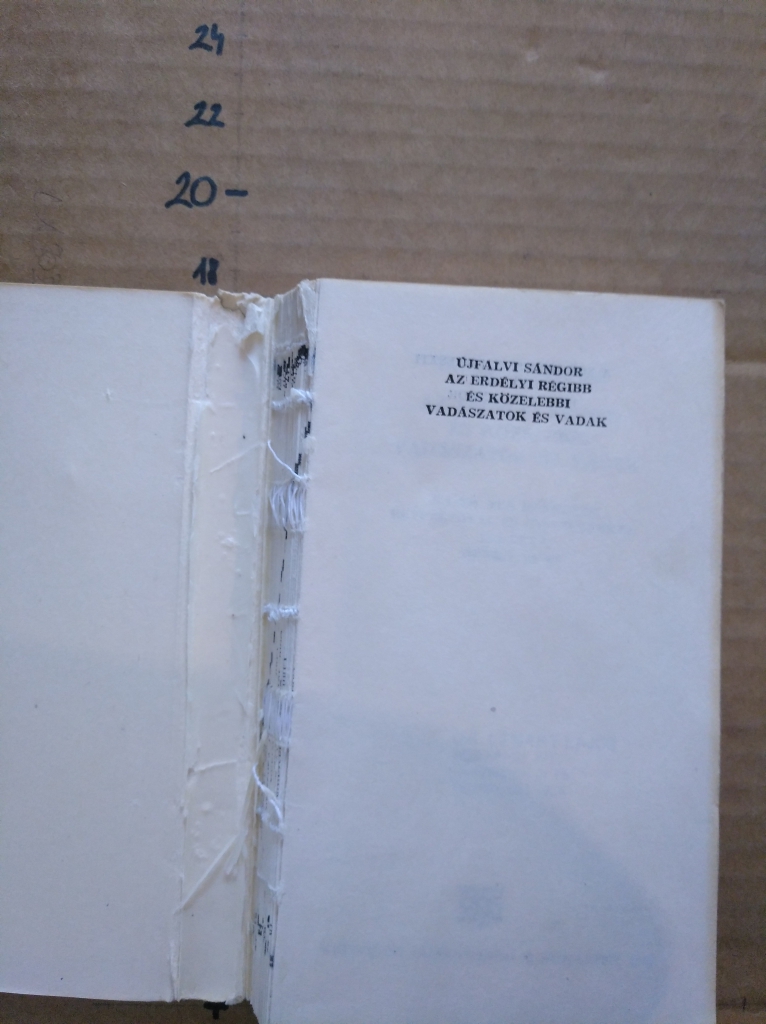 24
22
20-
18
ÚJFALVI SÁNDOR
AZ ERDÉLYI RÉGIBB
ÉS KÖZELEBBI
VADÁSZATOK ÉS VADAK